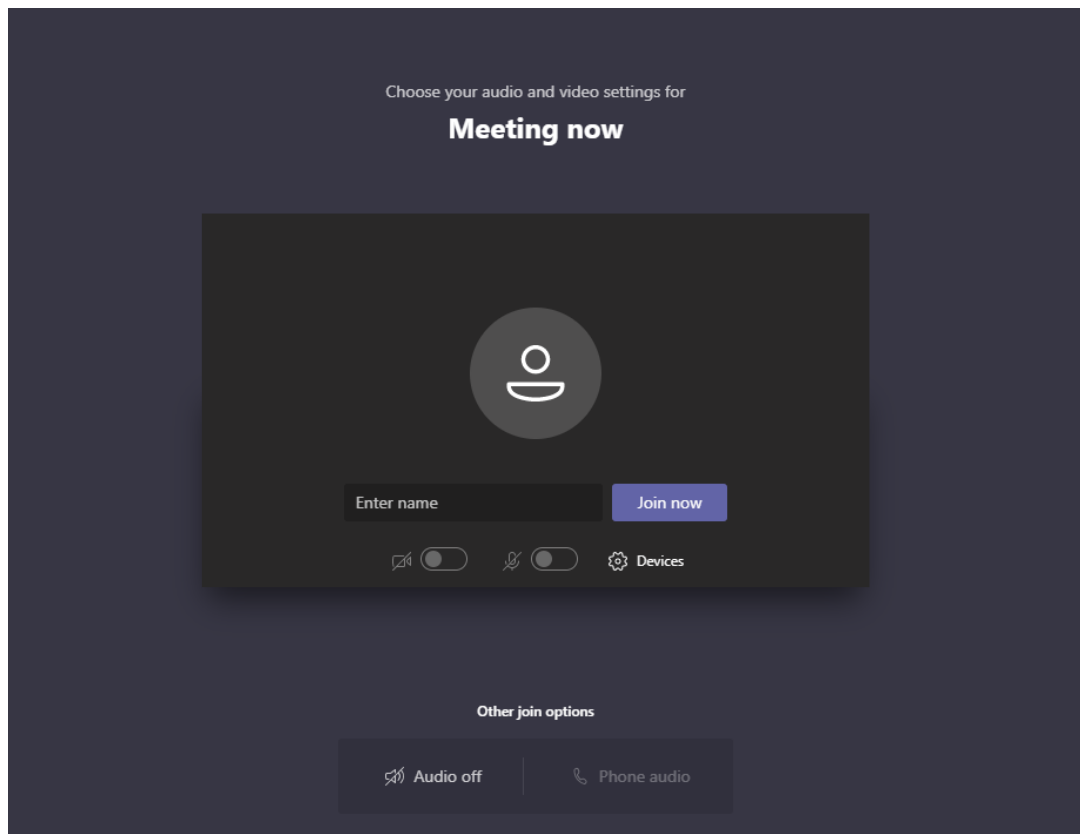 Choose your audio and video settings for
Meeting now
Enter name
Join now
Devices
Other join options
Audio off
Phone audio